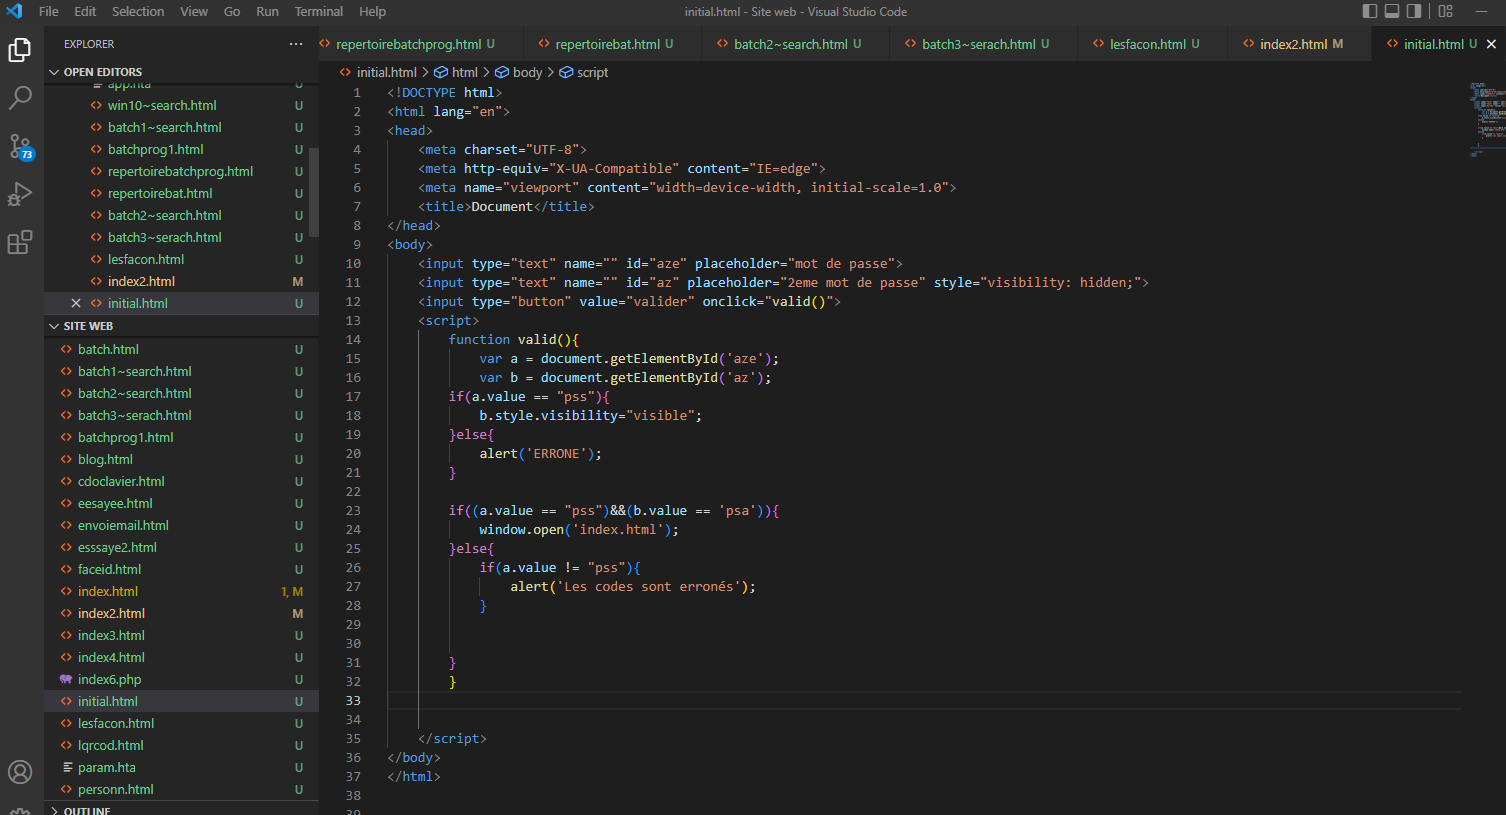 File Edit Selection View Go Run Terminal Help
initial.html - Site web - Visual Studio Code
EXPLORER
repertoirebatchprog.html U
repertoirebat.html U
batch2~search.html U
batch3~serach.html U
lesfacon.html U
index2.html M
initial.html U
OPEN EDITORS
app.hta U
win10~search.html U
batch1~search.html U
batchprog1.html U
repertoirebatchprog.html U
repertoirebat.html U
batch2~search.html U
batch3~serach.html U
lesfacon.html U
index2.html M
initial.html U
73
SITE WEB
batch.html U
batch1~search.html U
batch2~search.html U
batch3~serach.html U
batchprog1.html U
blog.html U
cdoclavier.html U
eesayee.html U
envoiemail.html U
esssaye2.html U
faceid.html U
index.html 1, M
index2.html M
index3.html U
index4.html U
index6.php U
initial.html U
lesfacon.html U
lqrcod.html U
param.hta U
personn.html U
OUTLINE
initial.html > html > body > script
1 <!DOCTYPE html>
2 <html lang="en">
3 <head>
4 <meta charset="UTF-8">
5 <meta http-equiv="X-UA-Compatible" content="IE=edge">
6 <meta name="viewport" content="width=device-width, initial-scale=1.0">
7 <title>Document</title>
8 </head>
9 <body>
10 <input type="text" name="" id="aze" placeholder="mot de passe">
11 <input type="text" name="" id="az" placeholder="2eme mot de passe" style="visibility: hidden;">
12 <input type="button" value="valider" onclick="valid()">
13 <script>
14 function valid(){
15 var a = document.getElementById('aze');
16 var b = document.getElementById('az');
17 if(a.value == "pss"){
18 b.style.visibility="visible";
19 }else{
20 alert('ERRONE');
21 }
22
23 if((a.value == "pss")&&(b.value == 'psa')){
24 window.open('index.html');
25 }else{
26 if(a.value != "pss"){
27 alert('Les codes sont erronés');
28 }
29
30
31 }
32 }
33
34
35 </script>
36 </body>
37 </html>
38
39